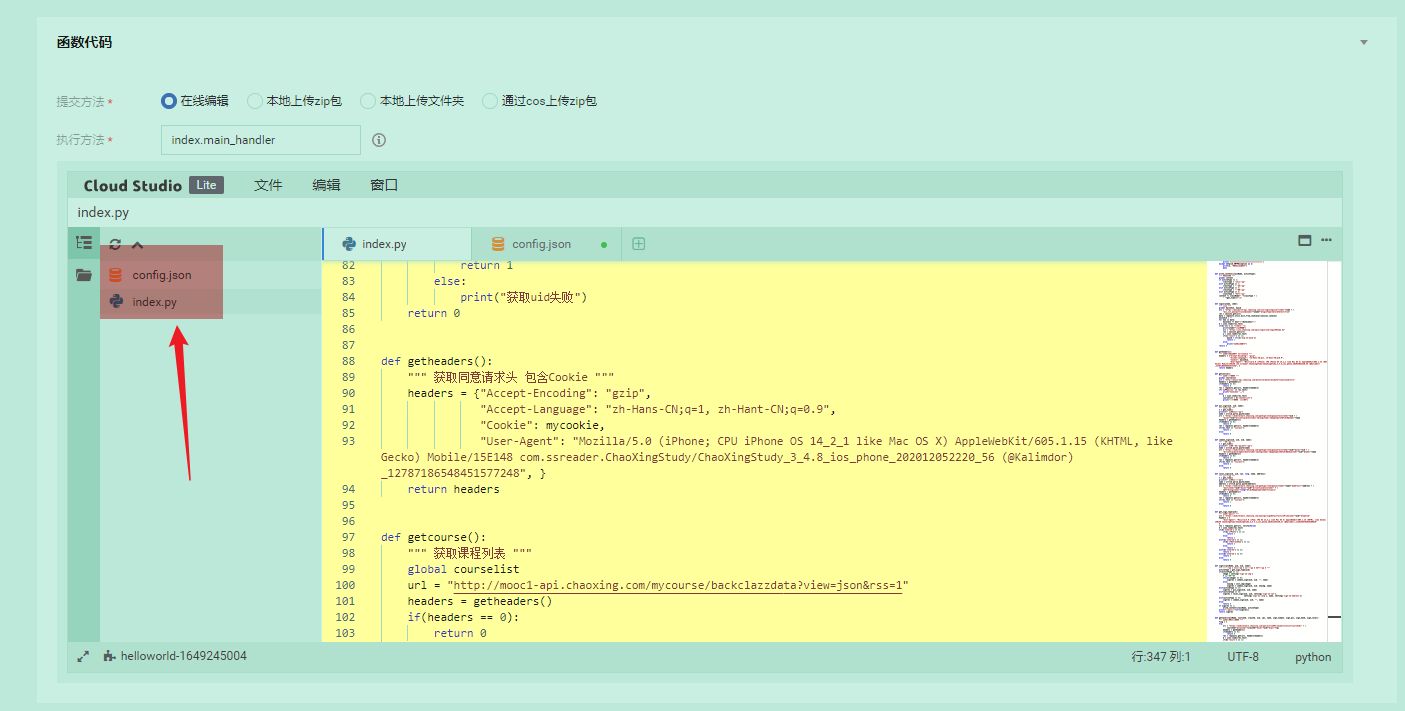 函数代码
提交方法 * 在线编辑 本地上传zip包 本地上传文件夹 通过cos上传zip包
执行方法 * index.main_handler
Cloud Studio Lite 文件 编辑 窗口
index.py
index.py config.json
config.json
index.py
82 return 1
83 else:
84 print("获取uid失败")
85 return 0
86
87
88 def getheaders():
89 """ 获取同意请求头 包含Cookie """
90 headers = {"Accept-Encoding": "gzip",
91 "Accept-Language": "zh-Hans-CN;q=1, zh-Hant-CN;q=0.9",
92 "Cookie": mycookie,
93 "User-Agent": "Mozilla/5.0 (iPhone; CPU iPhone OS 14_2_1 like Mac OS X) AppleWebKit/605.1.15 (KHTML, like
Gecko) Mobile/15E148 com.ssreader.ChaoXingStudy/ChaoXingStudy_3_4.8_ios_phone_202012052220_56 (@Kalimdor)
_12787186548451577248", }
94 return headers
95
96
97 def getcourse():
98 """ 获取课程列表 """
99 global courselist
100 url = "http://mooc1-api.chaoxing.com/mycourse/backclazzdata?view=json&rss=1"
101 headers = getheaders()
102 if(headers == 0):
103 return 0
helloworld-1649245004 行:347 列:1 UTF-8 python